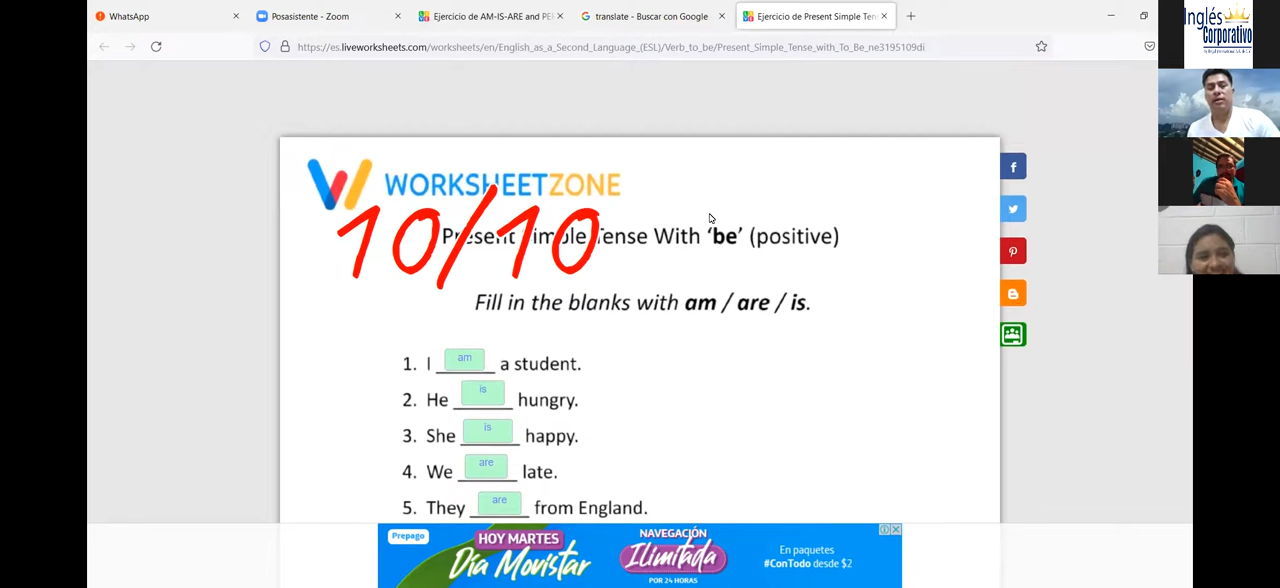 WhatsApp
Posasistente - Zoom
Ejercicio de AM-IS-ARE and PE
translate - Buscar con Google
Ejercicio de Present Simple Ten
https://es.liveworksheets.com/worksheets/en/English_as_a_Second_Language_(ESL)/Verb_to_be/Present_Simple_Tense_with_To_Be_ne3195109di
Inglés
Corporativo
WORKSHEETZONE
10/10
Present Simple Tense With ‘be’ (positive)
Fill in the blanks with am / are / is.
1. I am a student.
2. He is hungry.
3. She is happy.
4. We are late.
5. They are from England.
Prepago
HOY MARTES
Día Movistar
NAVEGACIÓN
Ilimitada
POR 24 HORAS
En paquetes
#ConTodo desde $2